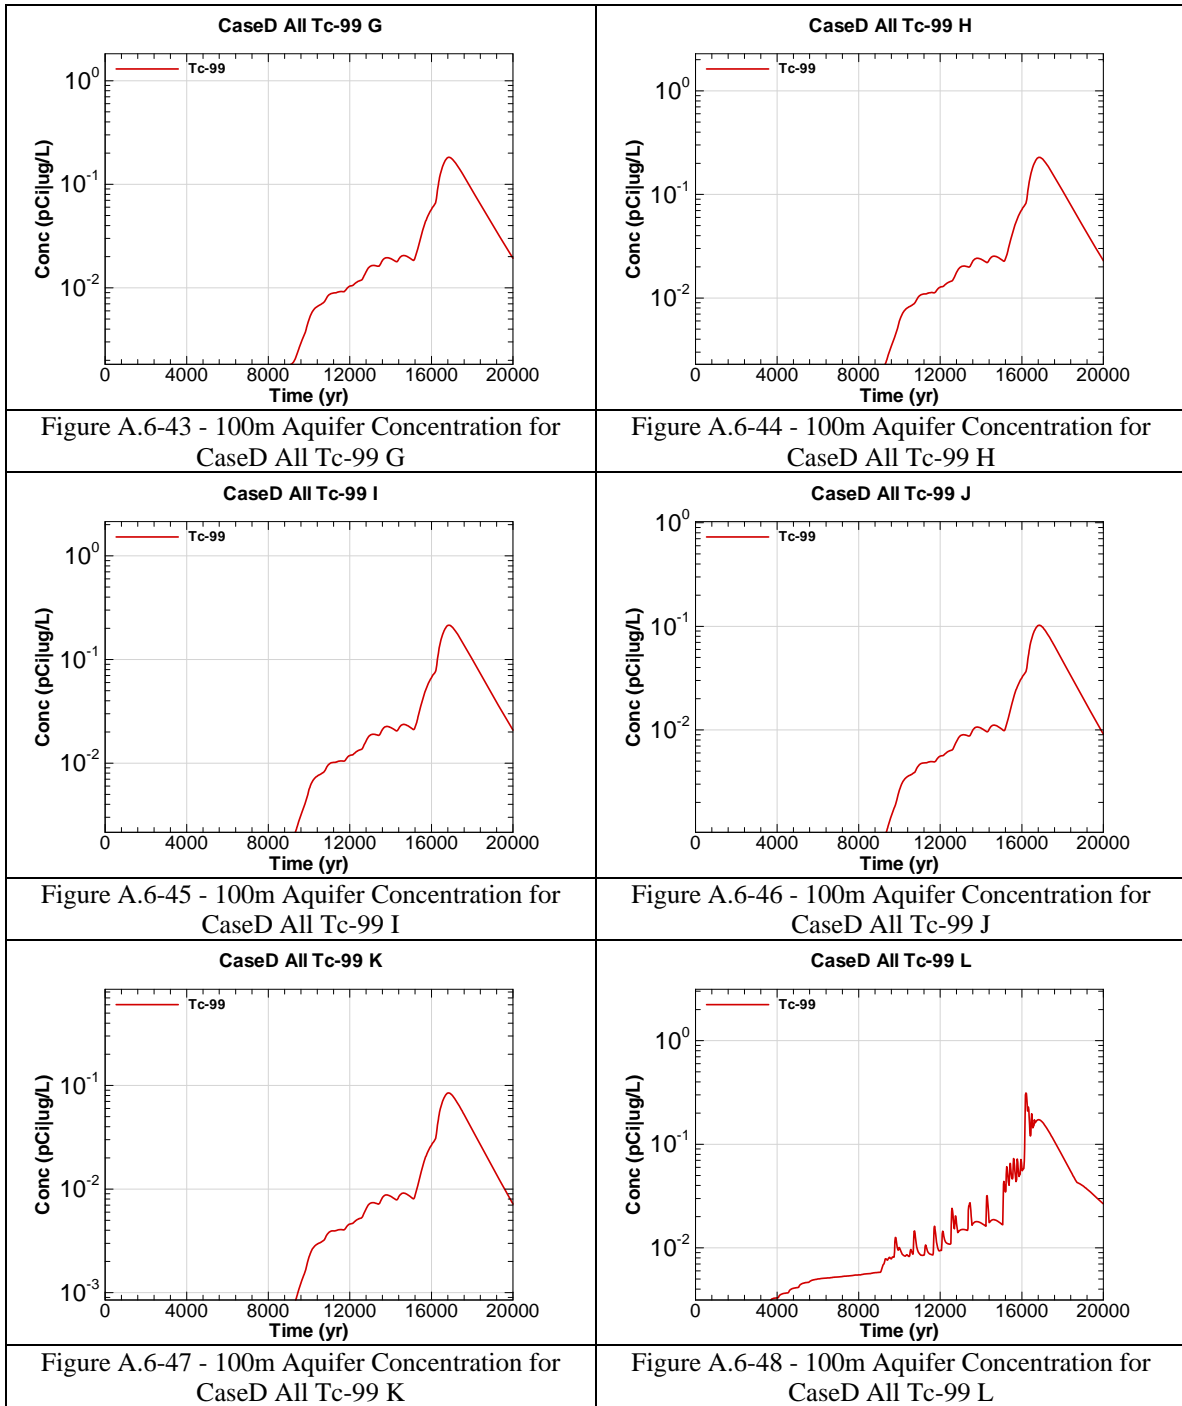 CaseD All Tc-99 G
Tc-99
10^0
10^-1
10^-2
Conc (pCi|ug/L)
0 4000 8000 12000 16000 20000
Time (yr)
Figure A.6-43 - 100m Aquifer Concentration for
CaseD All Tc-99 G
CaseD All Tc-99 H
Tc-99
10^0
10^-1
10^-2
Conc (pCi|ug/L)
0 4000 8000 12000 16000 20000
Time (yr)
Figure A.6-44 - 100m Aquifer Concentration for
CaseD All Tc-99 H
CaseD All Tc-99 I
Tc-99
10^0
10^-1
10^-2
Conc (pCi|ug/L)
0 4000 8000 12000 16000 20000
Time (yr)
Figure A.6-45 - 100m Aquifer Concentration for
CaseD All Tc-99 I
CaseD All Tc-99 J
Tc-99
10^0
10^-1
10^-2
Conc (pCi|ug/L)
0 4000 8000 12000 16000 20000
Time (yr)
Figure A.6-46 - 100m Aquifer Concentration for
CaseD All Tc-99 J
CaseD All Tc-99 K
Tc-99
10^-1
10^-2
10^-3
Conc (pCi|ug/L)
0 4000 8000 12000 16000 20000
Time (yr)
Figure A.6-47 - 100m Aquifer Concentration for
CaseD All Tc-99 K
CaseD All Tc-99 L
Tc-99
10^0
10^-1
10^-2
Conc (pCi|ug/L)
0 4000 8000 12000 16000 20000
Time (yr)
Figure A.6-48 - 100m Aquifer Concentration for
CaseD All Tc-99 L